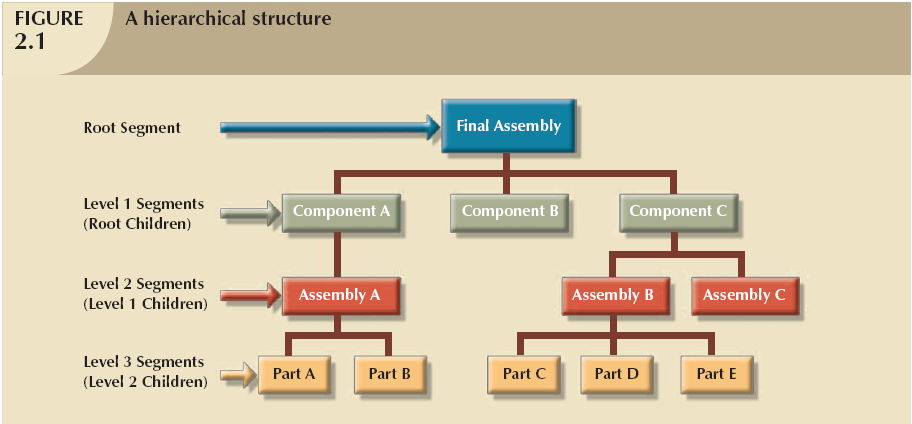 FIGURE
2.1
A hierarchical structure
Root Segment
Final Assembly
Level 1 Segments
(Root Children)
Component A
Component B
Component C
Level 2 Segments
(Level 1 Children)
Assembly A
Assembly B
Assembly C
Level 3 Segments
(Level 2 Children)
Part A
Part B
Part C
Part D
Part E